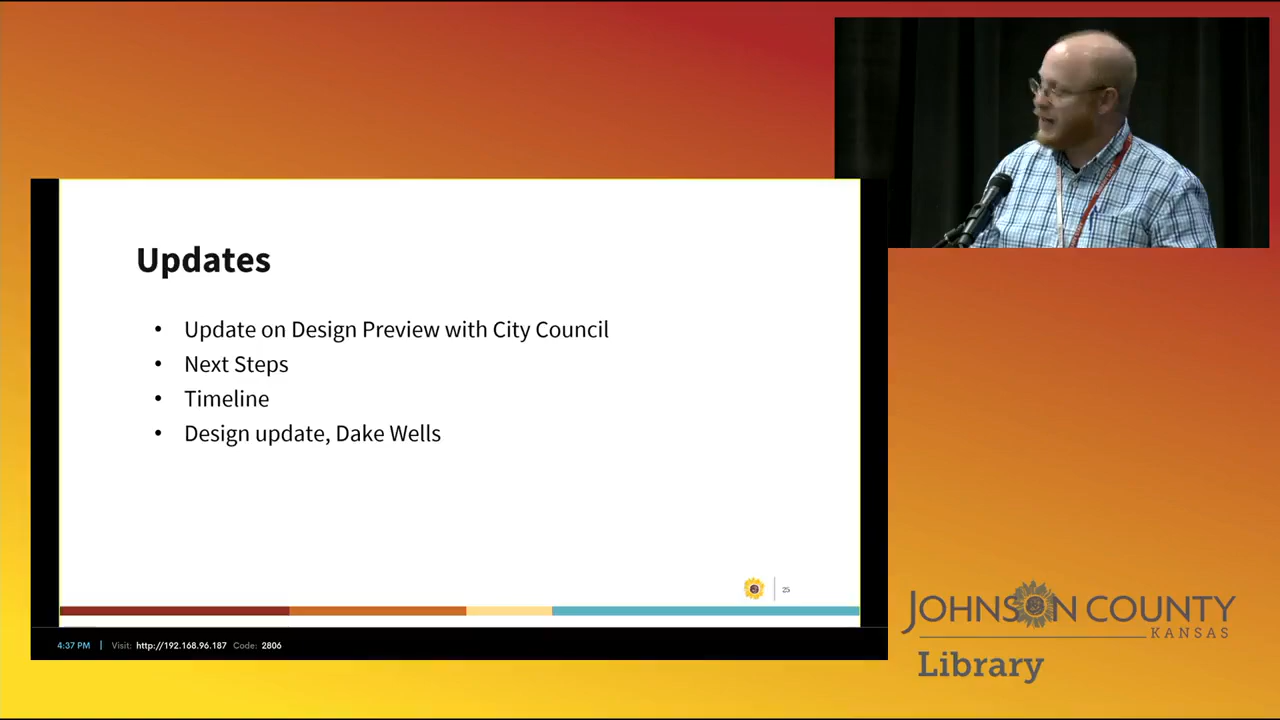 Updates
• Update on Design Preview with City Council
• Next Steps
• Timeline
• Design update, Dake Wells
25
4:37 PM | Visit: http://192.168.96.187 Code: 2806
JOHNSON COUNTY
KANSAS
Library